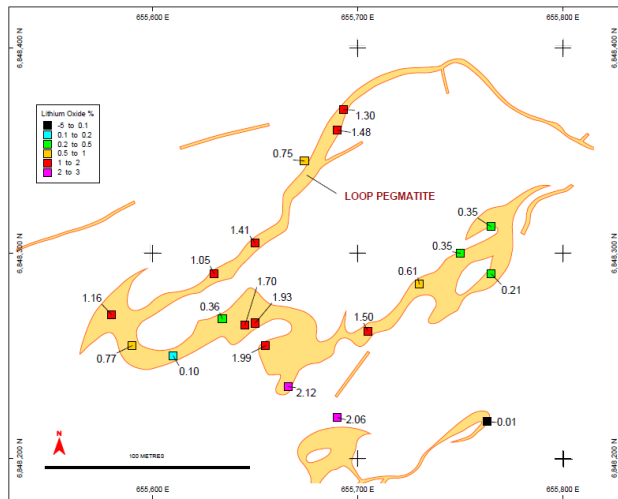 655,600 E
655,700 E
655,800 E
6,848,400 N
6,848,400 N
Lithium Oxide %
-5 to 0.1
0.1 to 0.2
0.2 to 0.5
0.5 to 1
1 to 2
2 to 3
1.30
1.48
0.75
LOOP PEGMATITE
0.35
1.41
0.35
6,848,300 N
6,848,300 N
1.05
1.70
0.61
0.21
1.16
0.36
1.93
1.50
0.77
0.10
1.99
2.12
2.06
0.01
N
100 METRES
6,848,200 N
6,848,200 N
655,600 E
655,700 E
655,800 E